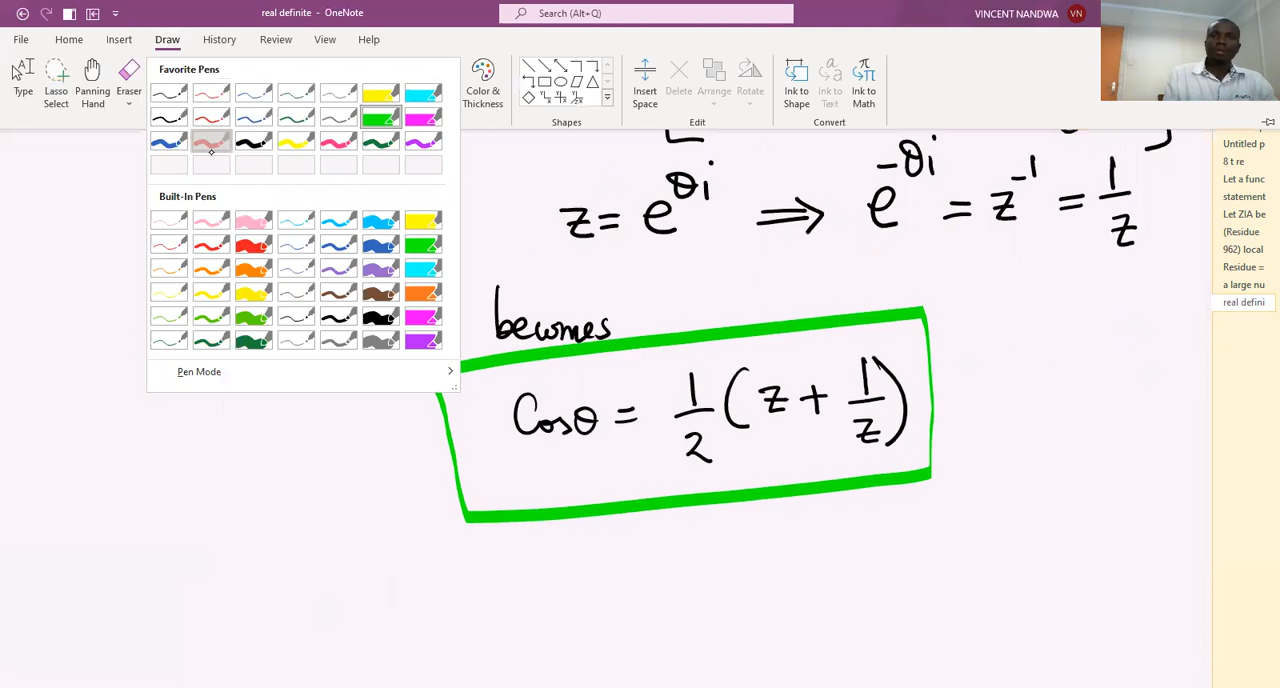 real definite - OneNote
Search (Alt+Q)
VINCENT NANDWA
VN
File Home Insert Draw History Review View Help
Type
Lasso Select
Panning Hand
Eraser
Favorite Pens
Built-In Pens
Pen Mode
Color & Thickness
Shapes
Insert Space
Delete
Arrange
Rotate
Edit
Ink to Shape
Ink to Text
Ink to Math
Convert
z = e^{θi} ⟹ e^{-θi} = z^{-1} = 1/z
becomes
Cosθ = 1/2 (z + 1/z)
Untitled p
8 t re
Let a func
statement
Let ZIA be
(Residue
962) local
Residue =
a large nu
real defini